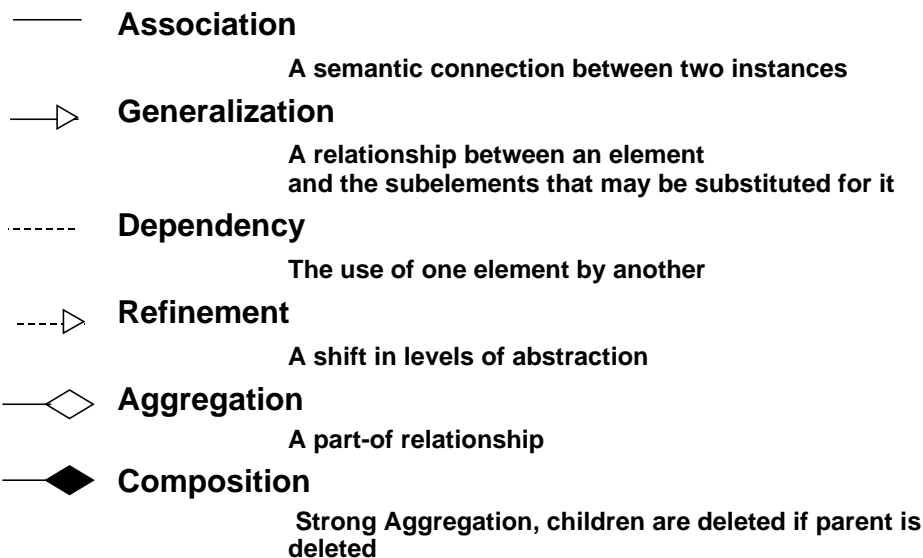 Association
A semantic connection between two instances
Generalization
A relationship between an element
and the subelements that may be substituted for it
Dependency
The use of one element by another
Refinement
A shift in levels of abstraction
Aggregation
A part-of relationship
Composition
Strong Aggregation, children are deleted if parent is
deleted